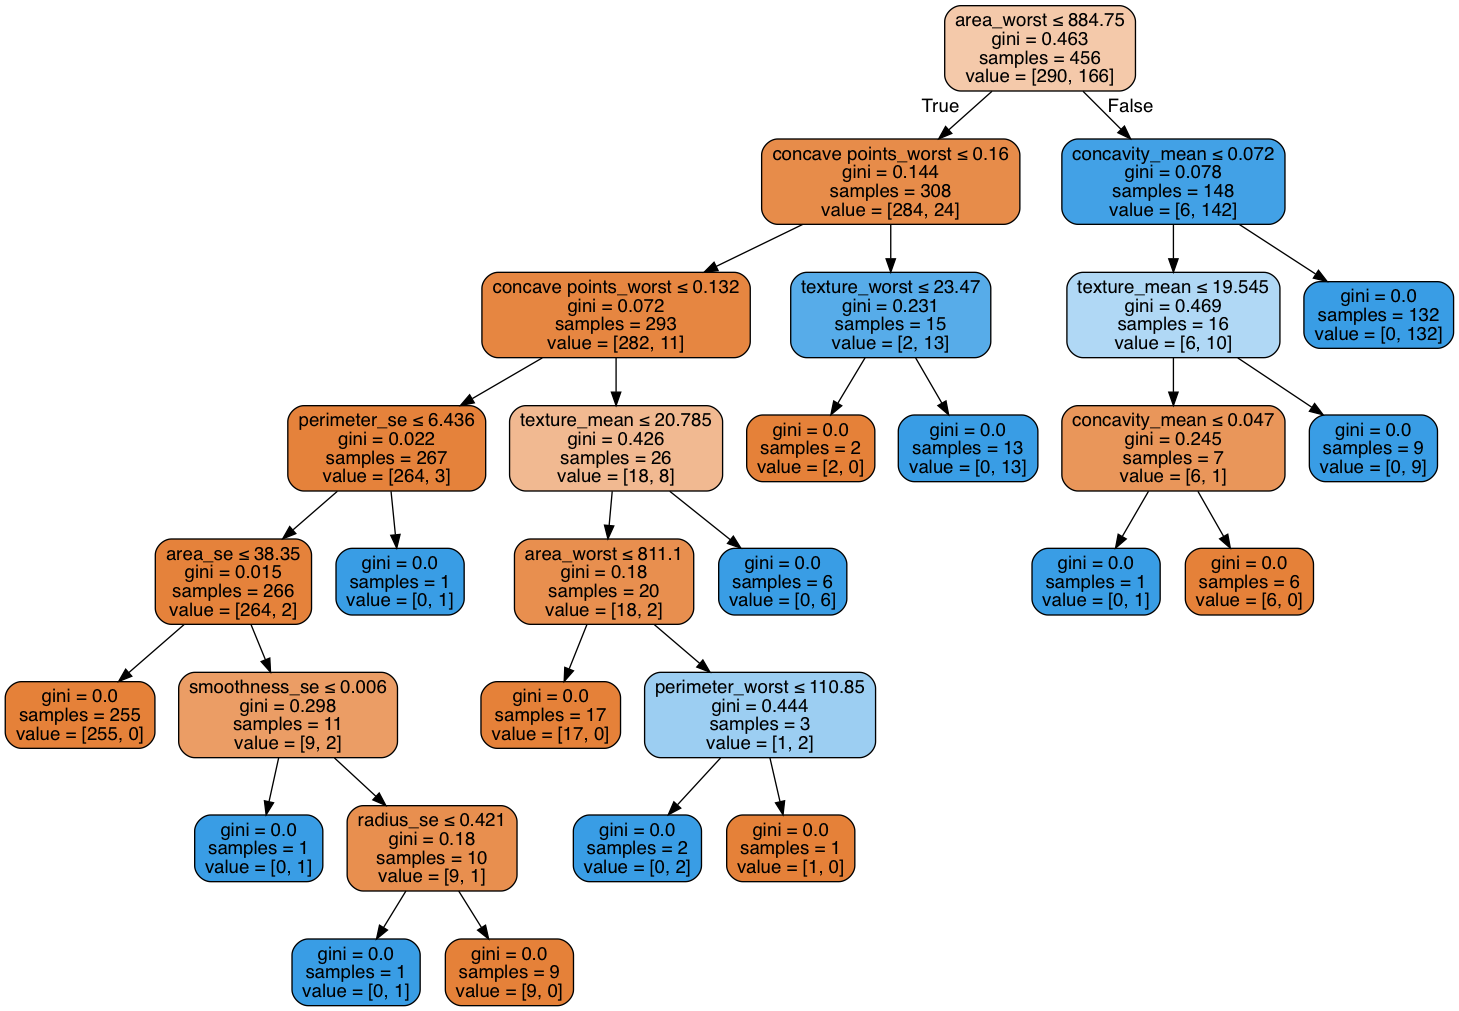 area_worst ≤ 884.75
gini = 0.463
samples = 456
value = [290, 166]
True
False
concave points_worst ≤ 0.16
gini = 0.144
samples = 308
value = [284, 24]
concavity_mean ≤ 0.072
gini = 0.078
samples = 148
value = [6, 142]
concave points_worst ≤ 0.132
gini = 0.072
samples = 293
value = [282, 11]
texture_worst ≤ 23.47
gini = 0.231
samples = 15
value = [2, 13]
texture_mean ≤ 19.545
gini = 0.469
samples = 16
value = [6, 10]
gini = 0.0
samples = 132
value = [0, 132]
perimeter_se ≤ 6.436
gini = 0.022
samples = 267
value = [264, 3]
texture_mean ≤ 20.785
gini = 0.426
samples = 26
value = [18, 8]
gini = 0.0
samples = 2
value = [2, 0]
gini = 0.0
samples = 13
value = [0, 13]
concavity_mean ≤ 0.047
gini = 0.245
samples = 7
value = [6, 1]
gini = 0.0
samples = 9
value = [0, 9]
area_se ≤ 38.35
gini = 0.015
samples = 266
value = [264, 2]
gini = 0.0
samples = 1
value = [0, 1]
area_worst ≤ 811.1
gini = 0.18
samples = 20
value = [18, 2]
gini = 0.0
samples = 6
value = [0, 6]
gini = 0.0
samples = 1
value = [0, 1]
gini = 0.0
samples = 6
value = [6, 0]
gini = 0.0
samples = 255
value = [255, 0]
smoothness_se ≤ 0.006
gini = 0.298
samples = 11
value = [9, 2]
gini = 0.0
samples = 17
value = [17, 0]
perimeter_worst ≤ 110.85
gini = 0.444
samples = 3
value = [1, 2]
gini = 0.0
samples = 1
value = [0, 1]
radius_se ≤ 0.421
gini = 0.18
samples = 10
value = [9, 1]
gini = 0.0
samples = 2
value = [0, 2]
gini = 0.0
samples = 1
value = [1, 0]
gini = 0.0
samples = 1
value = [0, 1]
gini = 0.0
samples = 9
value = [9, 0]